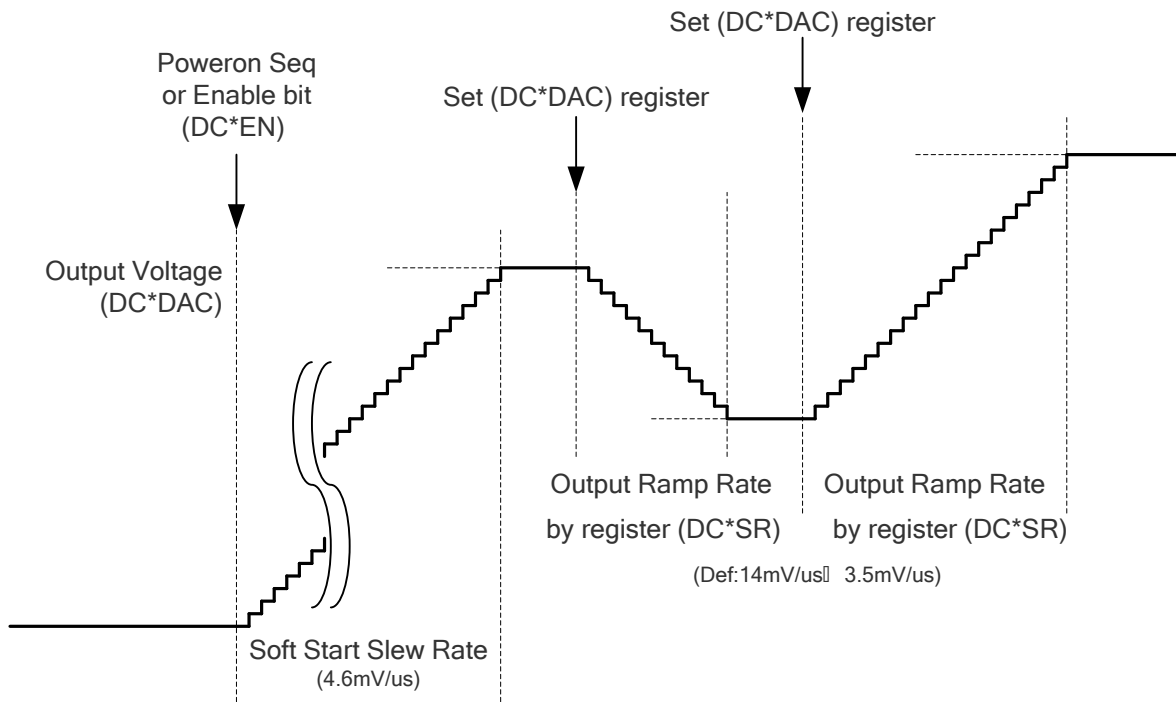 Set (DC*DAC) register
Poweron Seq
or Enable bit
(DC*EN)
Set (DC*DAC) register
Output Voltage
(DC*DAC)
Output Ramp Rate
by register (DC*SR)
Output Ramp Rate
by register (DC*SR)
(Def:14mV/us▯ 3.5mV/us)
Soft Start Slew Rate
(4.6mV/us)